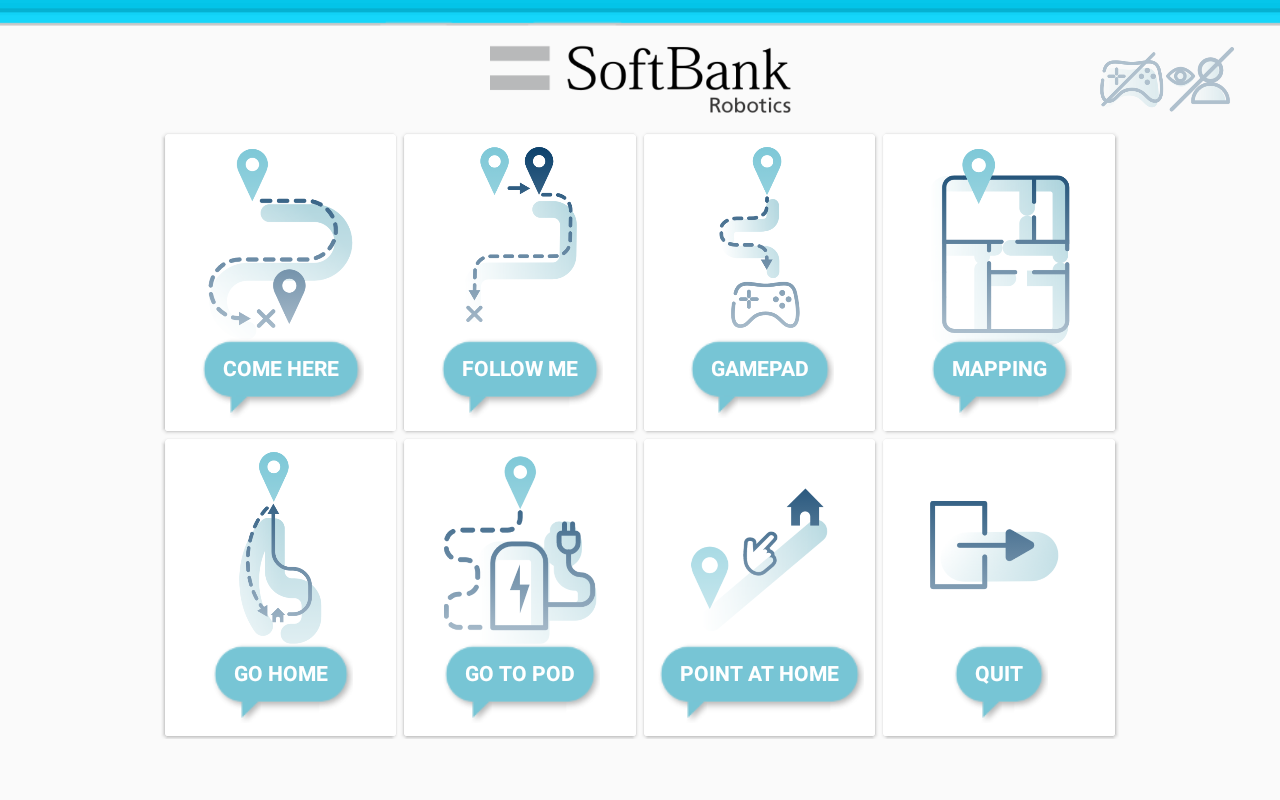 SoftBank
Robotics
COME HERE
FOLLOW ME
GAMEPAD
MAPPING
GO HOME
GO TO POD
POINT AT HOME
QUIT